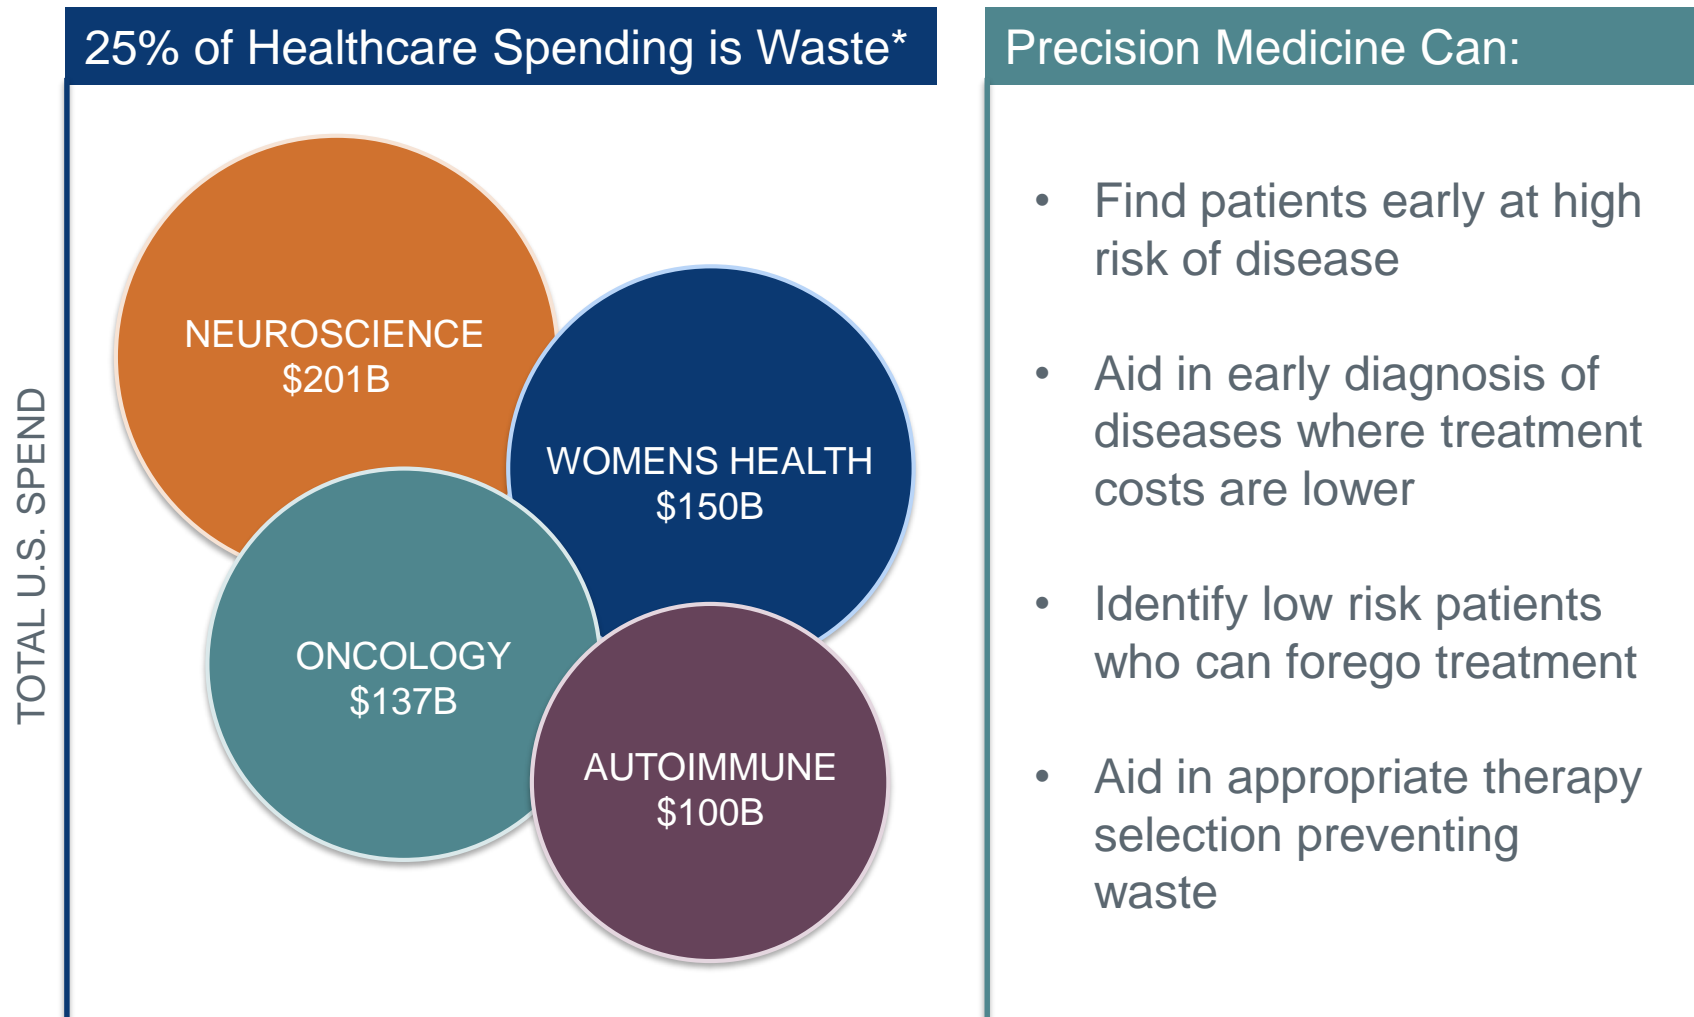 25% of Healthcare Spending is Waste*
TOTAL U.S. SPEND
NEUROSCIENCE
$201B
WOMENS HEALTH
$150B
ONCOLOGY
$137B
AUTOIMMUNE
$100B
Precision Medicine Can:
• Find patients early at high
risk of disease
• Aid in early diagnosis of
diseases where treatment
costs are lower
• Identify low risk patients
who can forego treatment
• Aid in appropriate therapy
selection preventing
waste